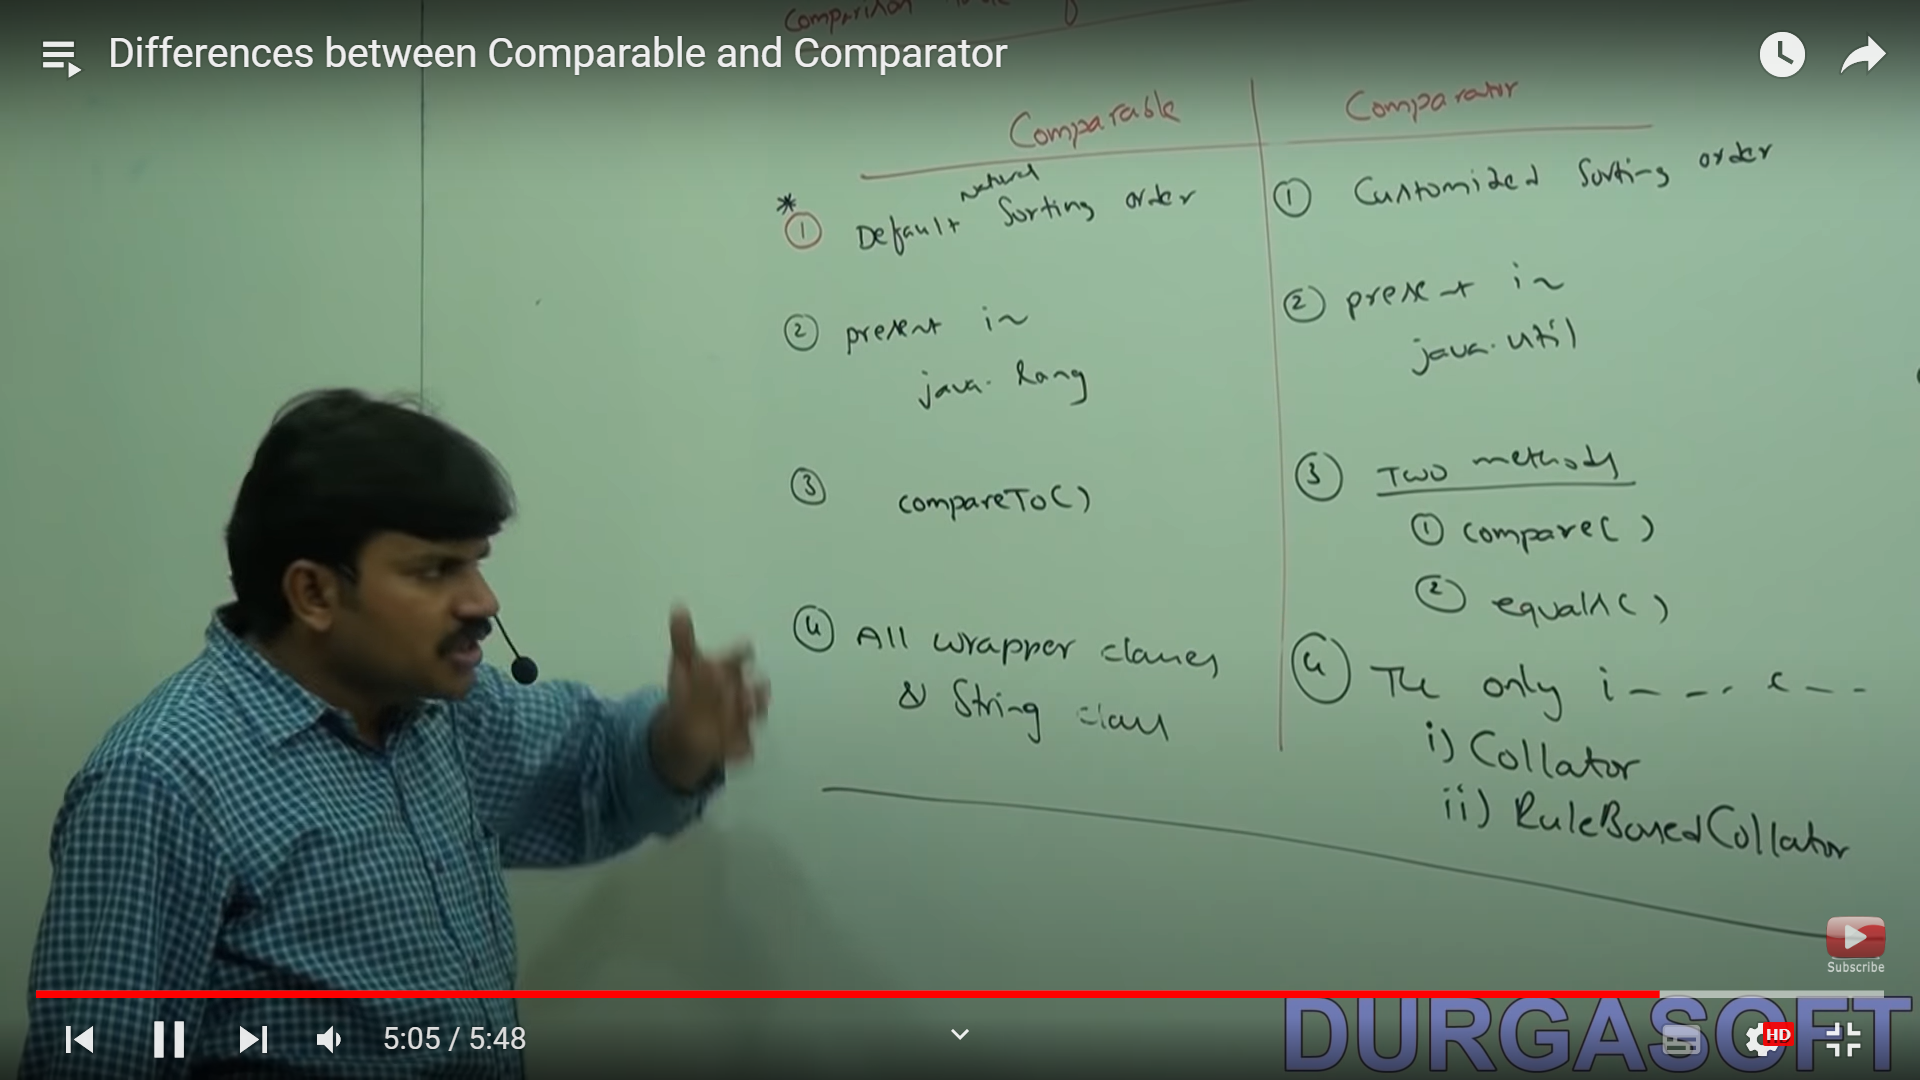 Differences between Comparable and Comparator
Comparison
Comparable
Comparator
* ① Default Natural Sorting order
② present in
java.lang
③ compareTo()
④ All wrapper classes
& String class
① Customized Sorting order
② present in
java.util
③ Two methods
① compare( )
② equals( )
④ The only i - - . c - - -
i) Collator
ii) RuleBasedCollator
Subscribe
5:05 / 5:48
HD
DURGASOFT